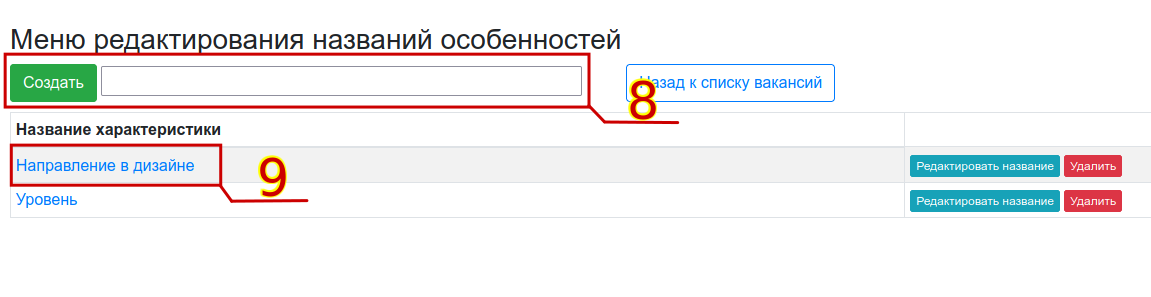 Меню редактирования названий особенностей
Создать Назад к списку вакансий
8
Название характеристики
Направление в дизайне Редактировать название Удалить
9
Уровень Редактировать название Удалить